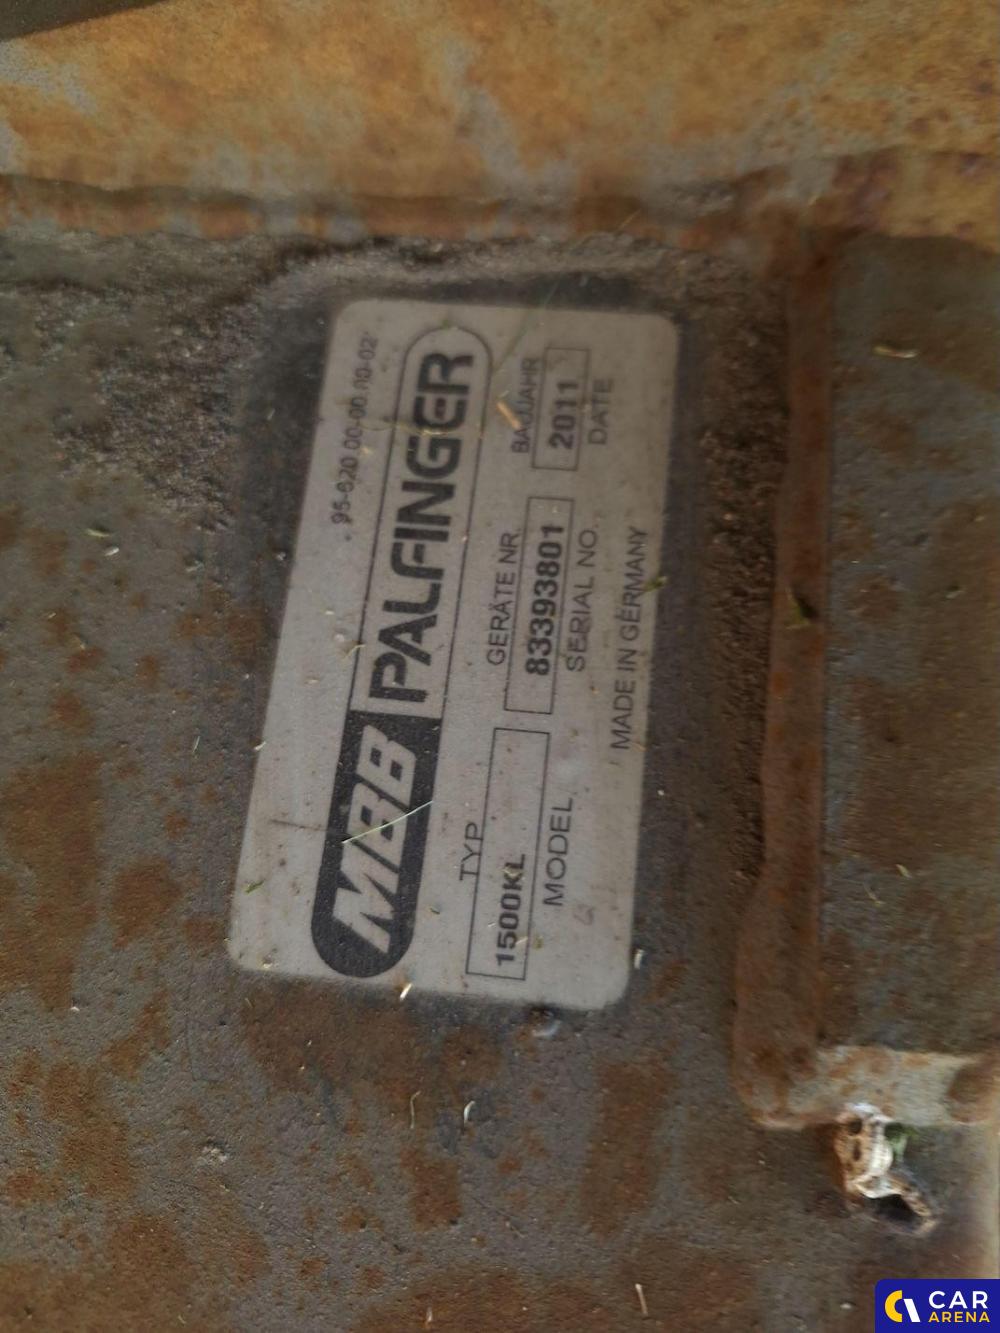 95-620.00-00.00-02
MBB PALFINGER
TYP
1500KL
MODEL
GERÄTE NR.
83393801
SERIAL NO.
BAUJAHR
2011
DATE
MADE IN GERMANY
CAR
ARENA